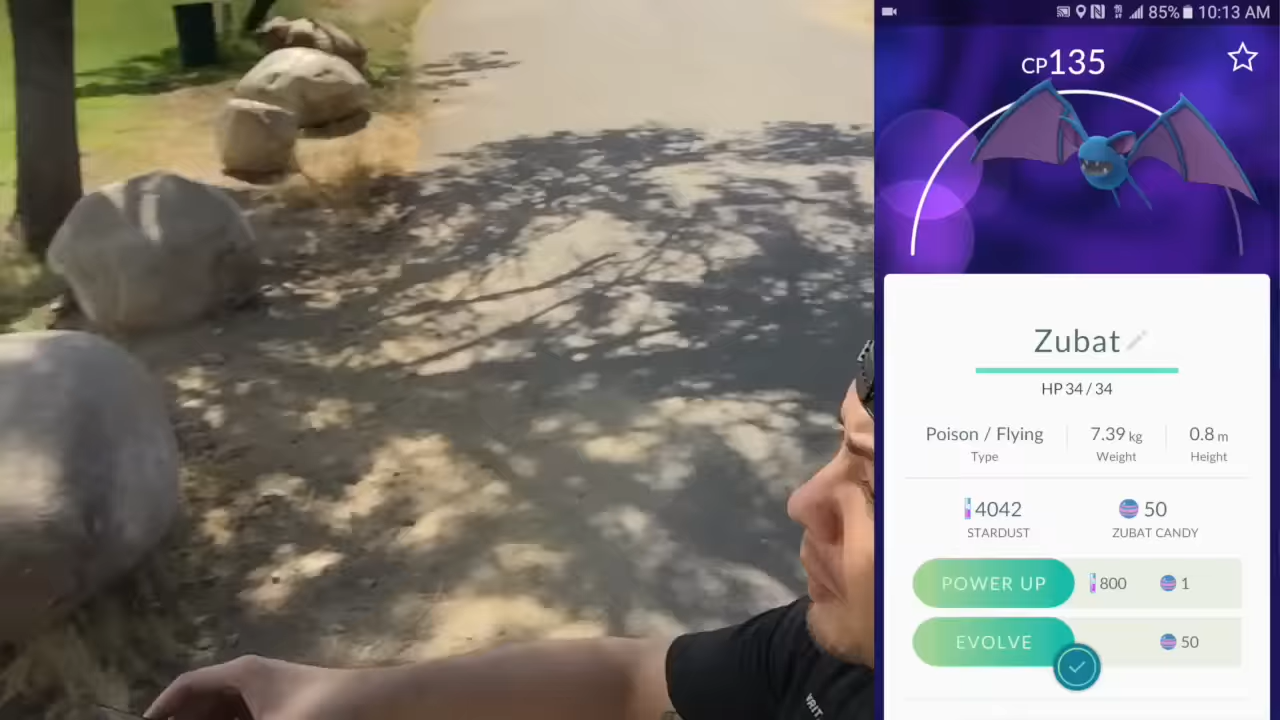 85% 10:13 AM
CP135
Zubat
HP 34 / 34
Poison / Flying 7.39 kg 0.8 m
Type Weight Height
4042 50
STARDUST ZUBAT CANDY
POWER UP 800 1
EVOLVE 50